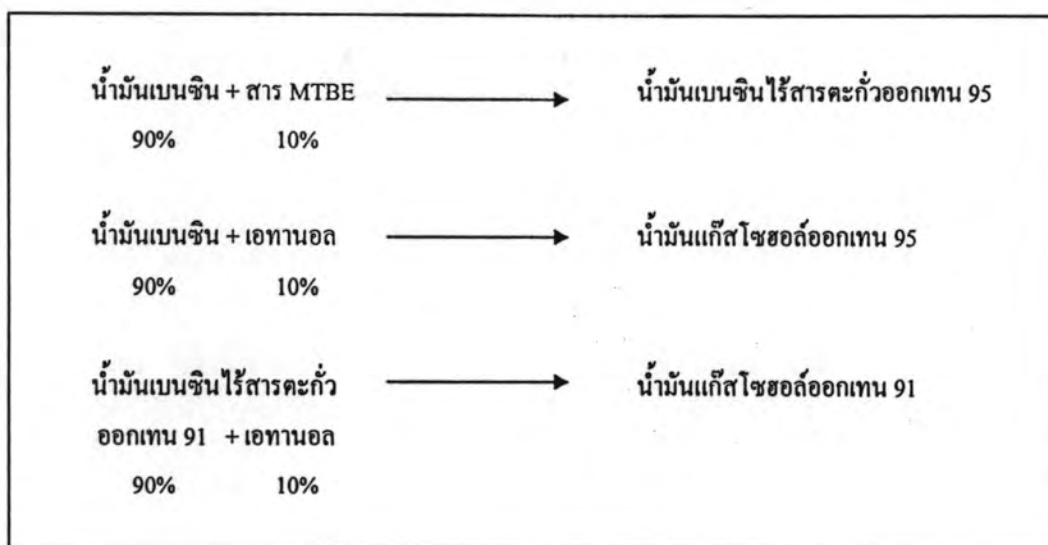 น้ำมันเบนซิน + สาร MTBE น้ำมันเบนซินไร้สารตะกั่วออกเทน 95
90% 10%
น้ำมันเบนซิน + เอทานอล น้ำมันแก๊สโซฮอล์ออกเทน 95
90% 10%
น้ำมันเบนซินไร้สารตะกั่ว น้ำมันแก๊สโซฮอล์ออกเทน 91
ออกเทน 91 + เอทานอล
90% 10%